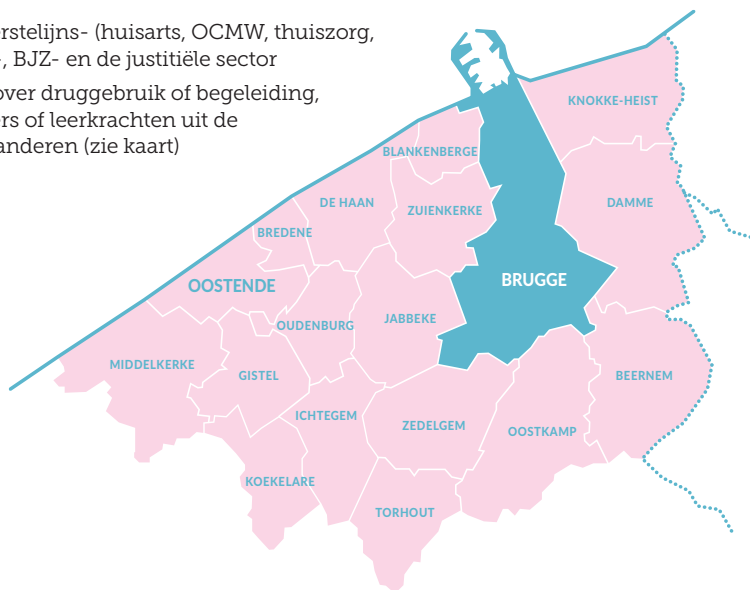 erstelijns- (huisarts, OCMW, thuiszorg,
-, BJZ- en de justitiële sector
over druggebruik of begeleiding,
ers of leerkrachten uit de
anderen (zie kaart)
KNOKKE-HEIST
BLANKENBERGE
DE HAAN
ZUIENKERKE
DAMME
BREDENE
OOSTENDE
BRUGGE
OUDENBURG
JABBEKE
MIDDELKERKE
GISTEL
BEERNEM
ICHTEGEM
ZEDELGEM
OOSTKAMP
KOEKELARE
TORHOUT